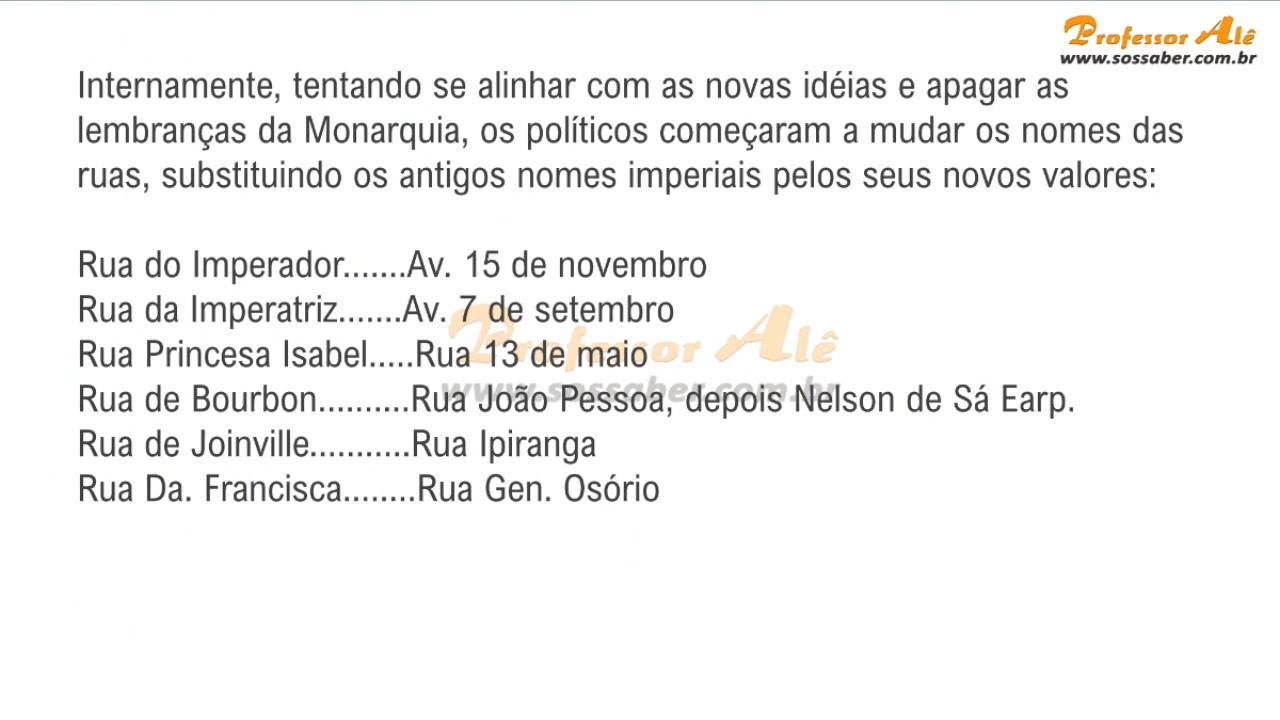 Professor Alê
www.sossaber.com.br
Internamente, tentando se alinhar com as novas idéias e apagar as
lembranças da Monarquia, os políticos começaram a mudar os nomes das
ruas, substituindo os antigos nomes imperiais pelos seus novos valores:
Rua do Imperador.......Av. 15 de novembro
Rua da Imperatriz.......Av. 7 de setembro
Rua Princesa Isabel.....Rua 13 de maio
Rua de Bourbon..........Rua João Pessoa, depois Nelson de Sá Earp.
Rua de Joinville...........Rua Ipiranga
Rua Da. Francisca........Rua Gen. Osório
Professor Alê
www.sossaber.com.br